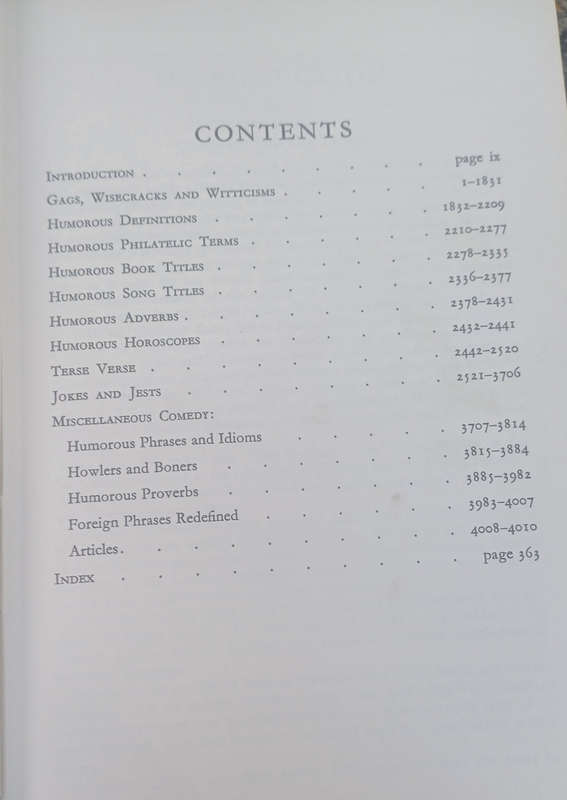 CONTENTS
INTRODUCTION . . . . . . . . . page ix
GAGS, WISECRACKS AND WITTICISMS . . . . . 1–1831
HUMOROUS DEFINITIONS . . . . . . . 1832–2209
HUMOROUS PHILATELIC TERMS . . . . . . 2210–2277
HUMOROUS BOOK TITLES . . . . . . . 2278–2335
HUMOROUS SONG TITLES . . . . . . . 2336–2377
HUMOROUS ADVERBS . . . . . . . . 2378–2431
HUMOROUS HOROSCOPES . . . . . . . 2432–2441
TERSE VERSE . . . . . . . . . 2442–2520
JOKES AND JESTS . . . . . . . . 2521–3706
MISCELLANEOUS COMEDY:
Humorous Phrases and Idioms . . . . . 3707–3814
Howlers and Boners . . . . . . . 3815–3884
Humorous Proverbs . . . . . . . 3885–3982
Foreign Phrases Redefined . . . . . . 3983–4007
Articles . . . . . . . . . . 4008–4010
INDEX . . . . . . . . . . page 363